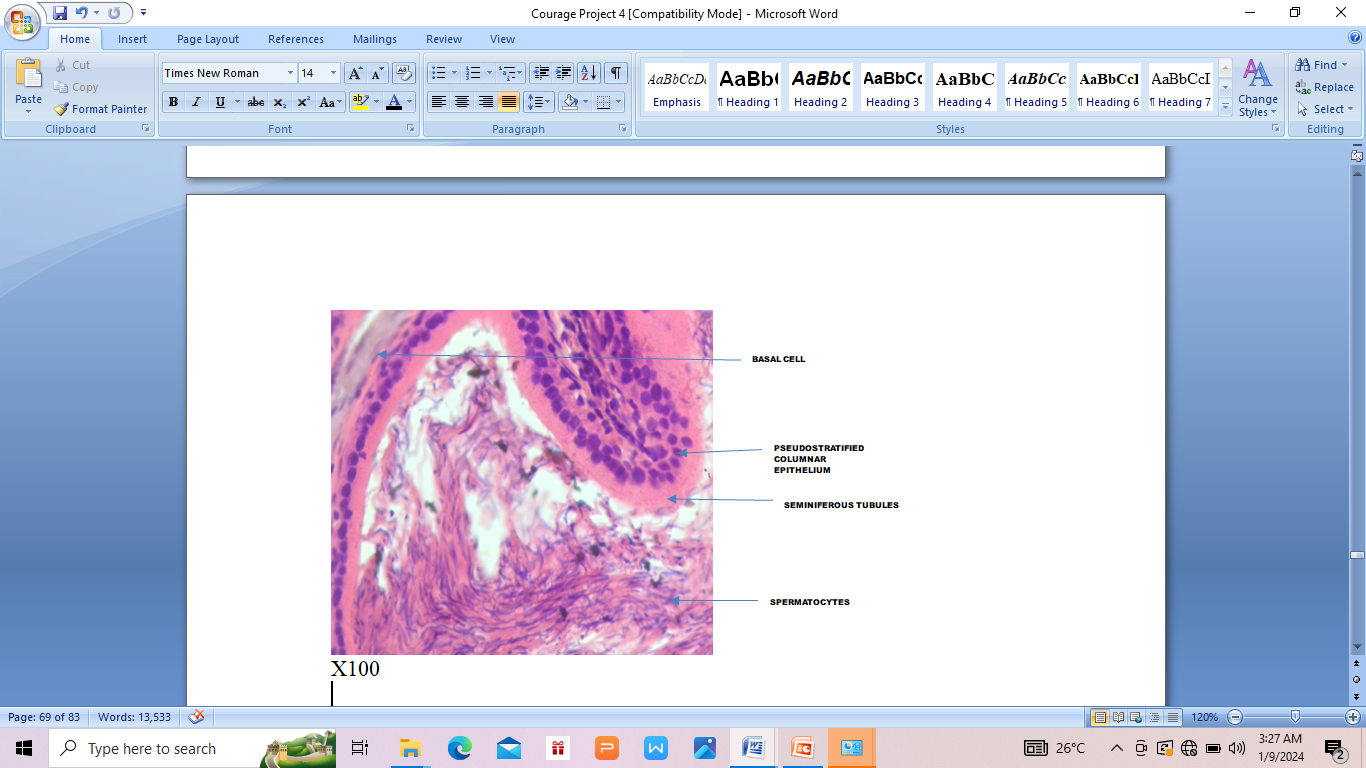 Courage Project 4 [Compatibility Mode] - Microsoft Word
Home Insert Page Layout References Mailings Review View
Paste
Cut
Copy
Format Painter
Clipboard
Times New Roman 14
B I U abc x₂ x² Aa
Font
Paragraph
AaBbCcDc AaBb( AaBbC AaBbCc AaBbC AaBbCc AaBbCcI AaBbCcI
Emphasis ¶ Heading 1 Heading 2 Heading 3 Heading 4 ¶ Heading 5 ¶ Heading 6 ¶ Heading 7
Change
Styles
Styles
Find
Replace
Select
Editing
BASAL CELL
PSEUDOSTRATIFIED
COLUMNAR
EPITHELIUM
SEMINIFEROUS TUBULES
SPERMATOCYTES
X100
Page: 69 of 83 Words: 13,533 120%
Type here to search
26°C
3:27 AM
1/9/2024
2